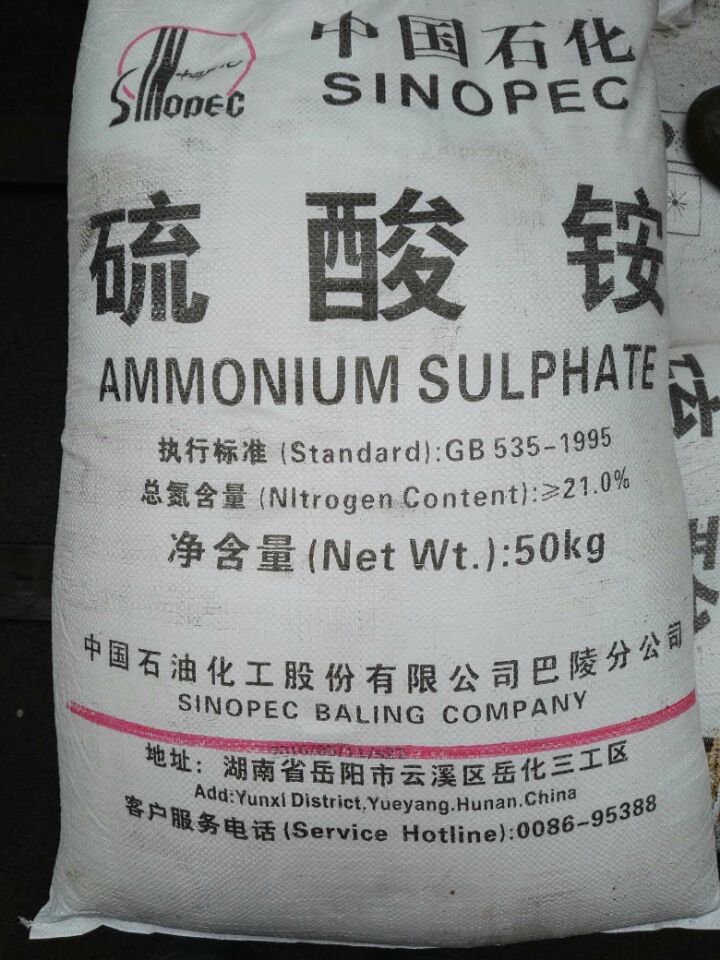 SINOPEC
中国石化
SINOPEC
硫酸铵
AMMONIUM SULPHATE
执行标准(Standard):GB 535-1995
总氮含量(NItrogen Content):≥21.0%
净含量(Net Wt.):50kg
中国石油化工股份有限公司巴陵分公司
SINOPEC BALING COMPANY
地址：湖南省岳阳市云溪区岳化三工区
Add:Yunxi District,Yueyang.Hunan.China
客户服务电话(Service Hotline):0086-95388